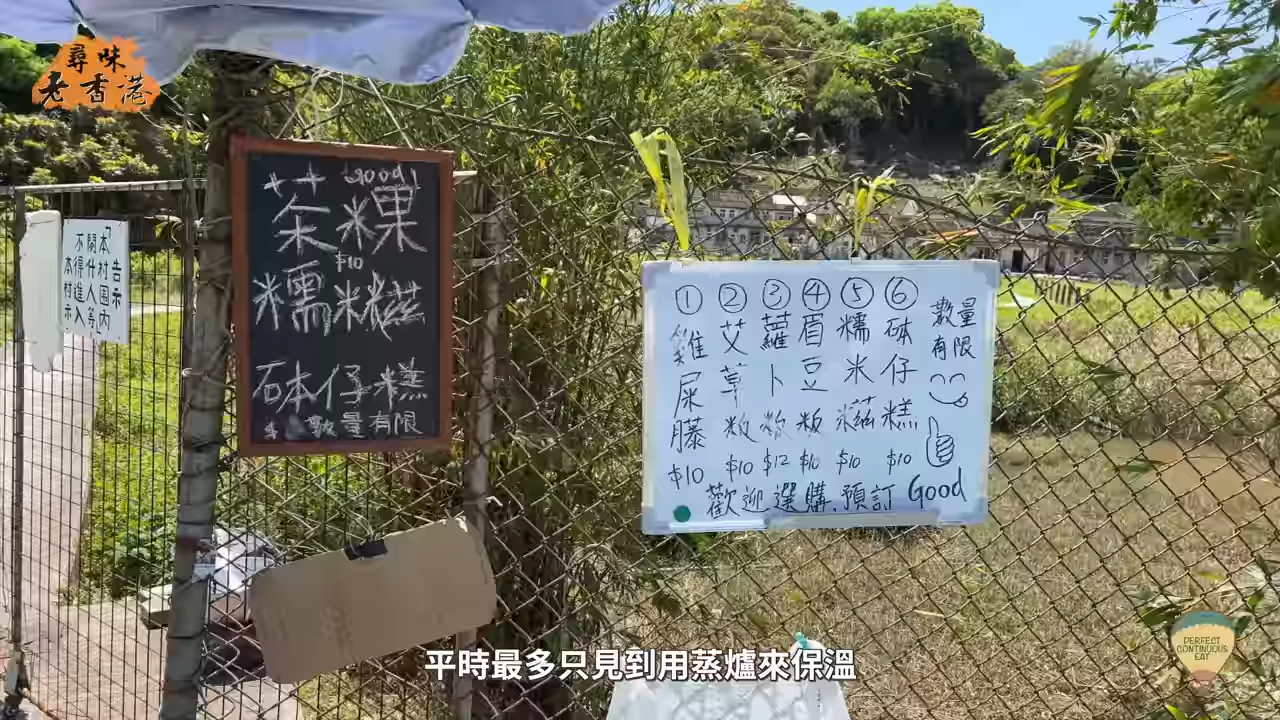 尋味
老香港
Good
茶粿
$10
糯米糍
砵仔糕
數量有限
告示
「本村圍內
閑什人等
不得進入
本村示
① ② ③ ④ ⑤ ⑥
雞屎藤 $10
艾草粄 $10
蘿卜粄 $12
眉豆粄 $10
糯米糍 $10
砵仔糕 $10
數量
有限
歡迎選購.預訂 Good
平時最多只見到用蒸爐來保溫
PERFECT
CONTINUOUS
EAT